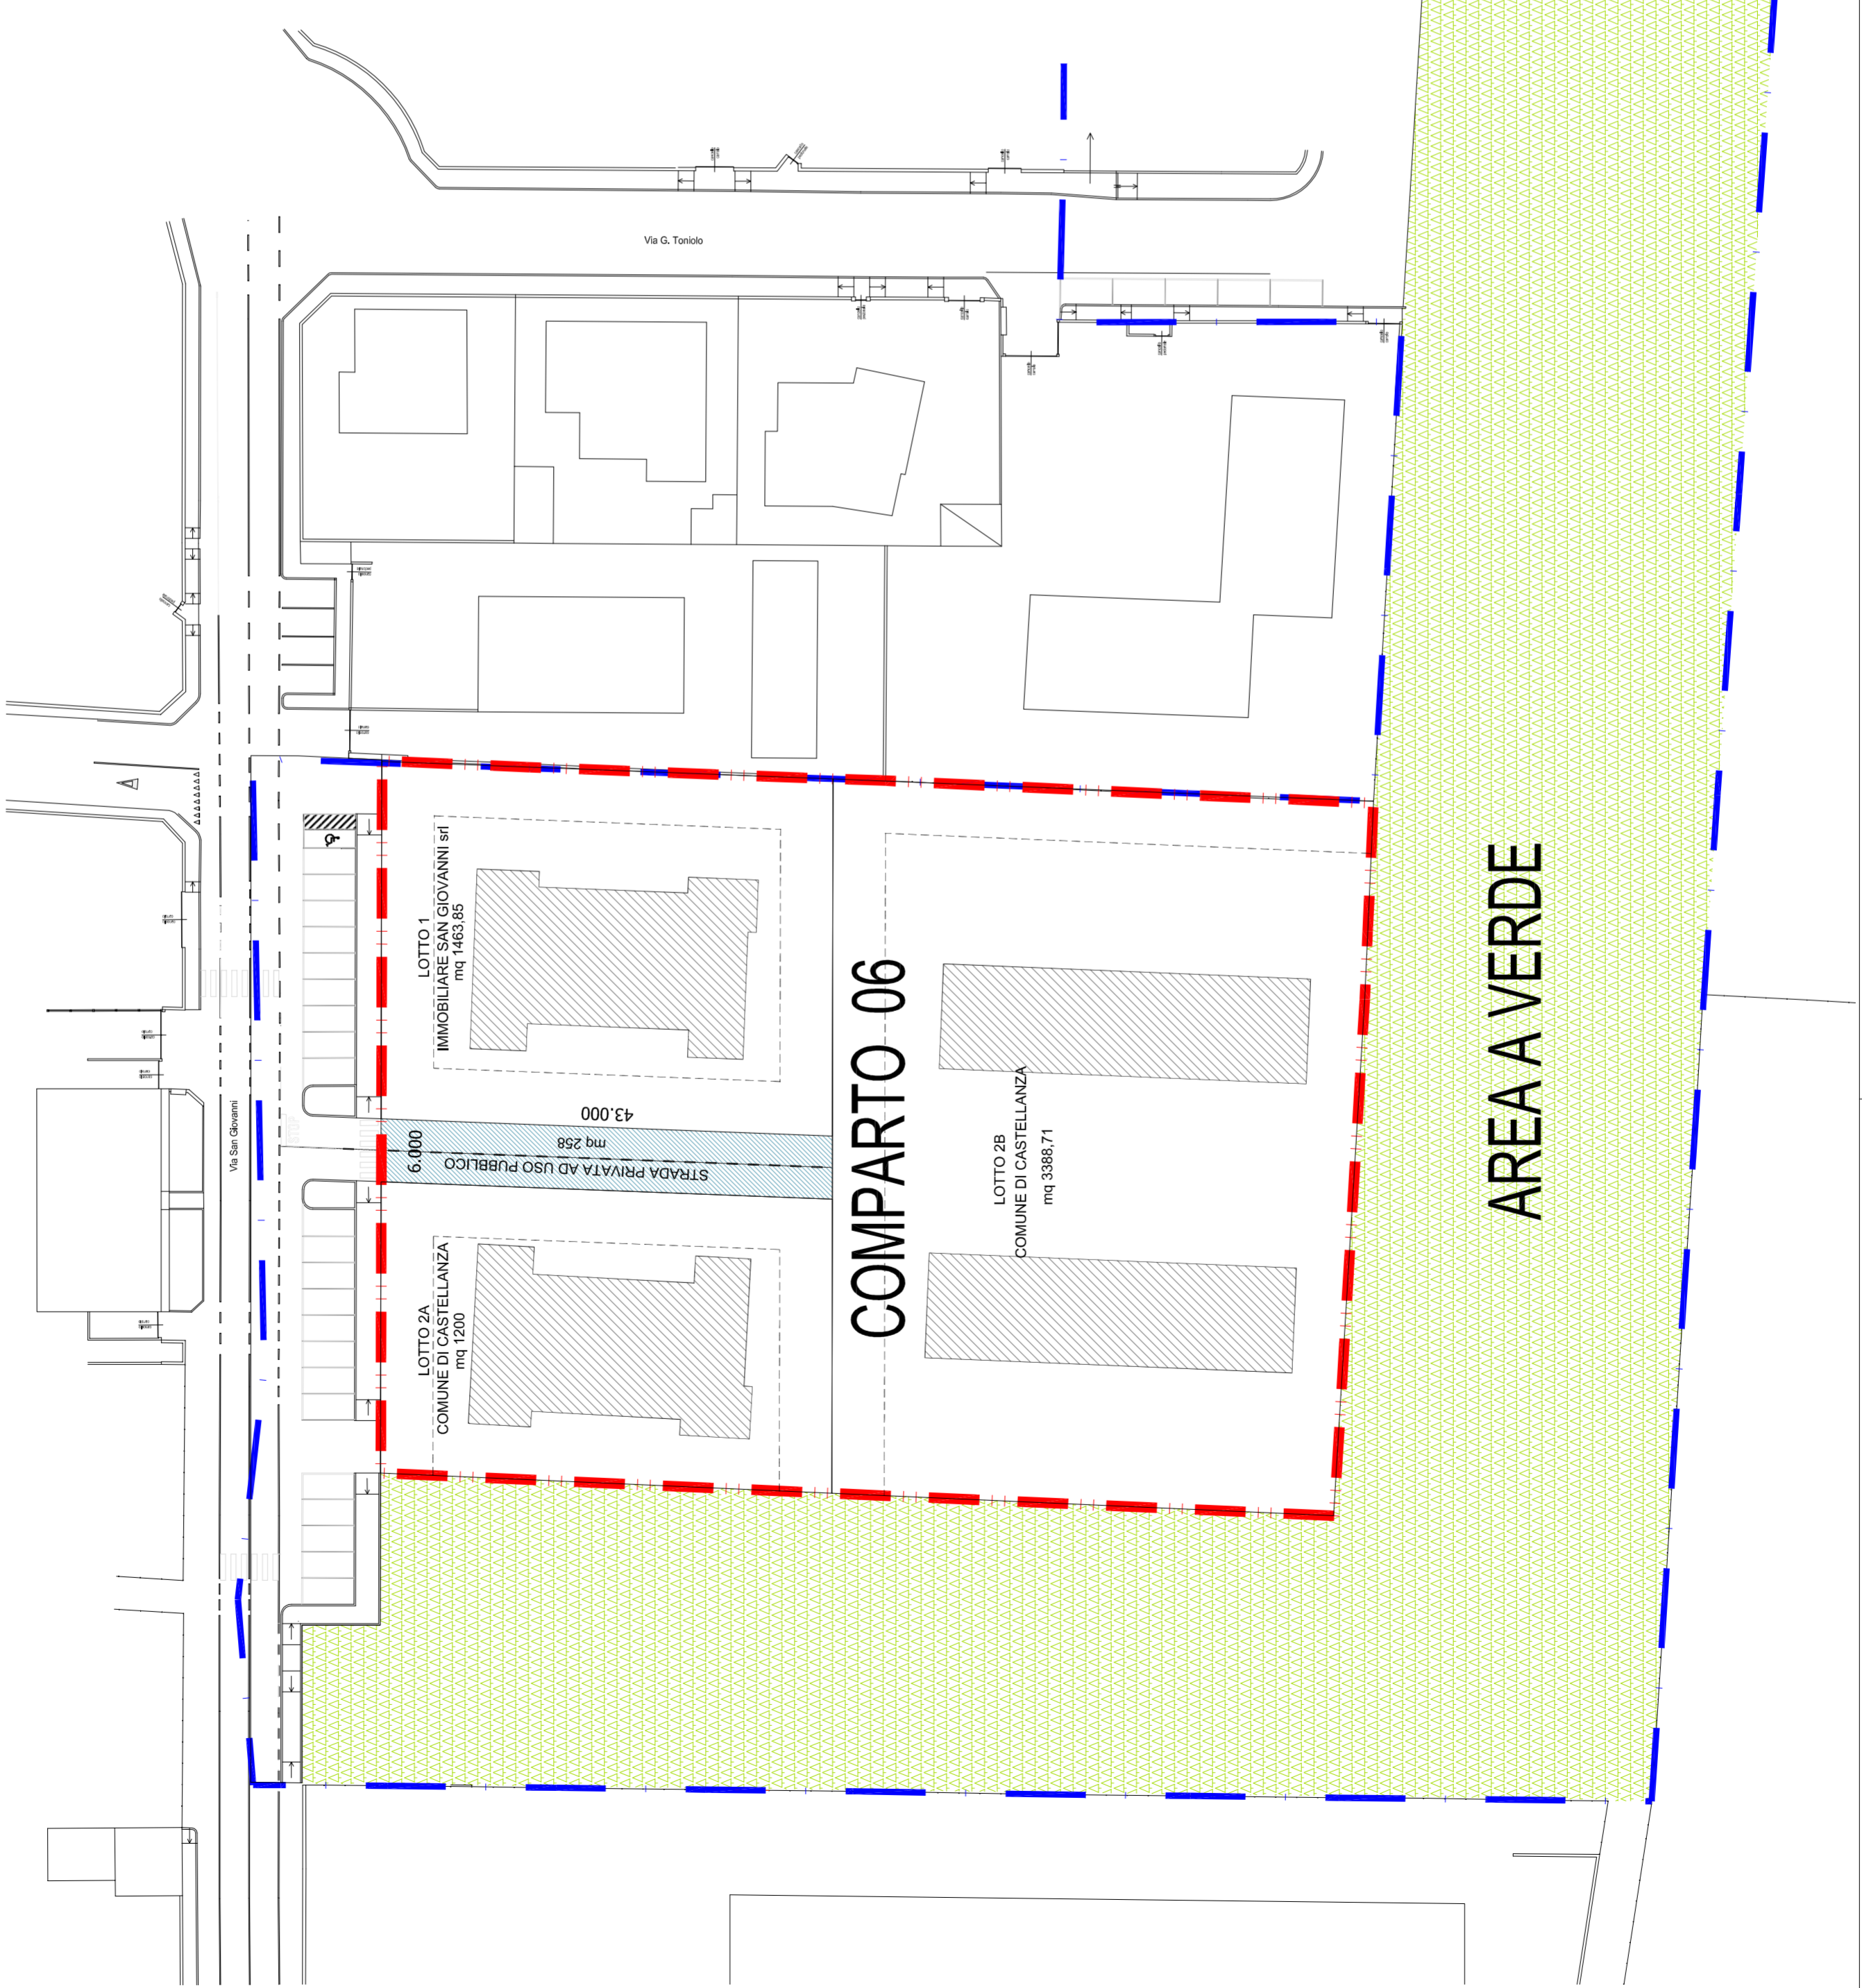 Via G. Toniolo
Via San Giovanni
LOTTO 1
IMMOBILIARE SAN GIOVANNI srl
mq 1463,85
43.000
6.000
mq 258
STRADA PRIVATA AD USO PUBBLICO
LOTTO 2A
COMUNE DI CASTELLANZA
mq 1200
COMPARTO 06
LOTTO 2B
COMUNE DI CASTELLANZA
mq 3388,71
AREA A VERDE
STOP